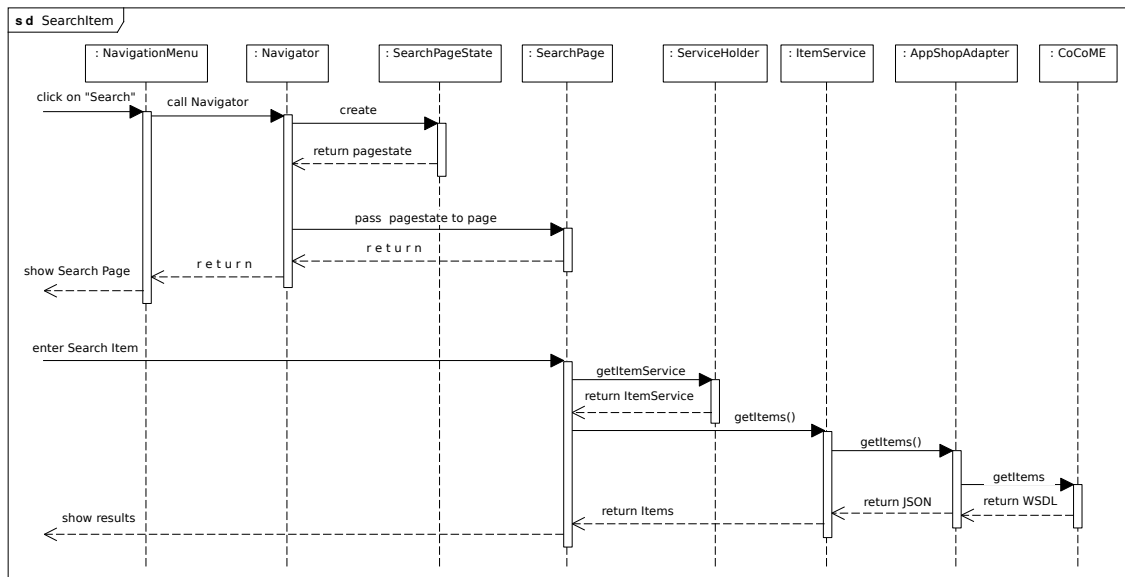 sd SearchItem
: NavigationMenu
: Navigator
: SearchPageState
: SearchPage
: ServiceHolder
: ItemService
: AppShopAdapter
: CoCoME
click on "Search"
call Navigator
create
return pagestate
pass pagestate to page
return
return
show Search Page
enter Search Item
getItemService
return ItemService
getItems()
getItems()
getItems
return WSDL
return JSON
return Items
show results